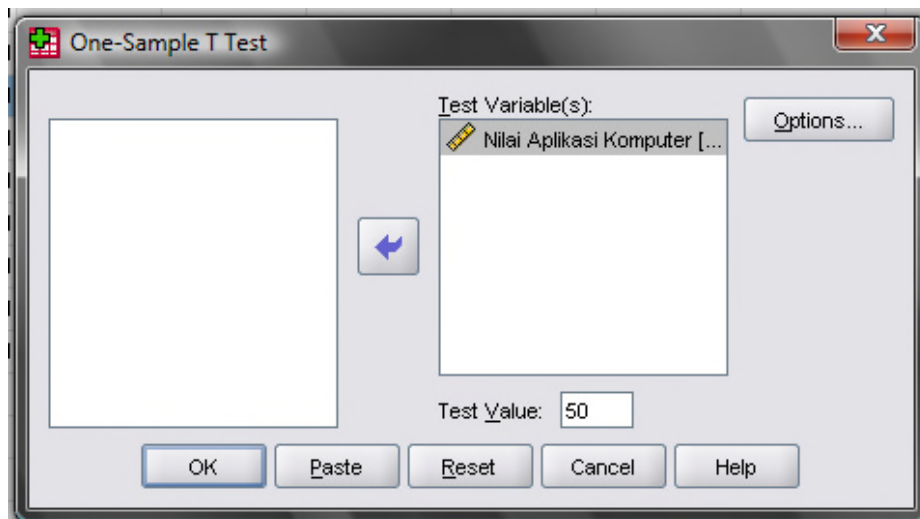 One-Sample T Test
Test Variable(s):
Nilai Aplikasi Komputer [...
Options...
Test Value: 50
OK Paste Reset Cancel Help